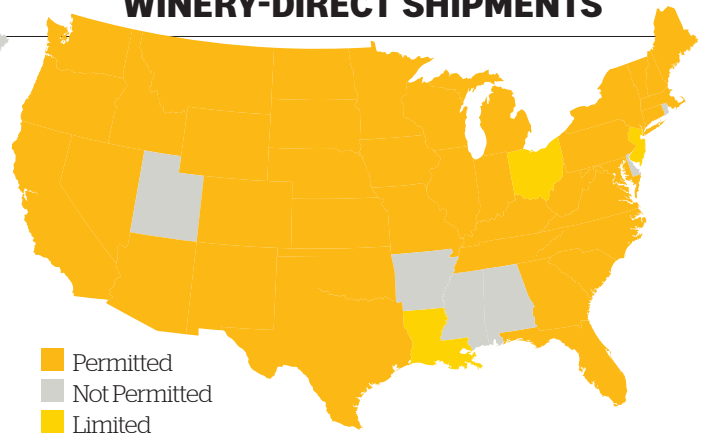 WINERY-DIRECT SHIPMENTS
Permitted
Not Permitted
Limited